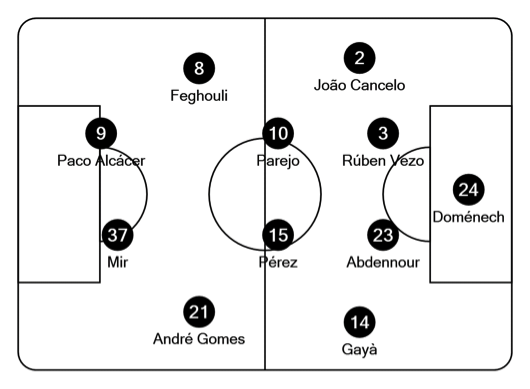 2
João Cancelo
8
Feghouli
9
Paco Alcácer
10
Parejo
3
Rúben Vezo
24
Doménech
37
Mir
15
Pérez
23
Abdennour
21
André Gomes
14
Gayà